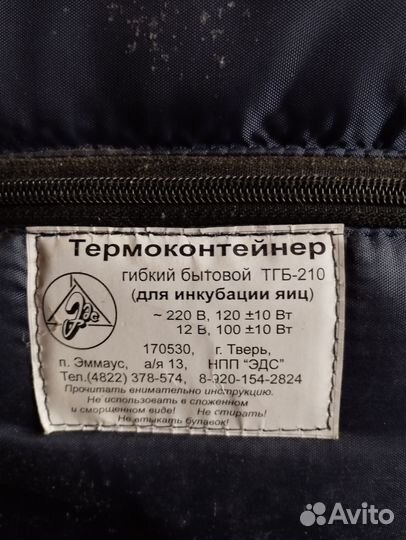 Термоконтейнер
гибкий бытовой ТГБ-210
(для инкубации яиц)
~ 220 В, 120 ±10 Вт
12 В, 100 ±10 Вт
170530, г. Тверь,
п. Эммаус, а/я 13, НПП "ЭДС"
Тел.(4822) 378-574, 8-920-154-2824
Прочитать внимательно инструкцию.
Не использовать в сложенном
и сморщенном виде! Не стирать!
Не втыкать булавок!
Avito